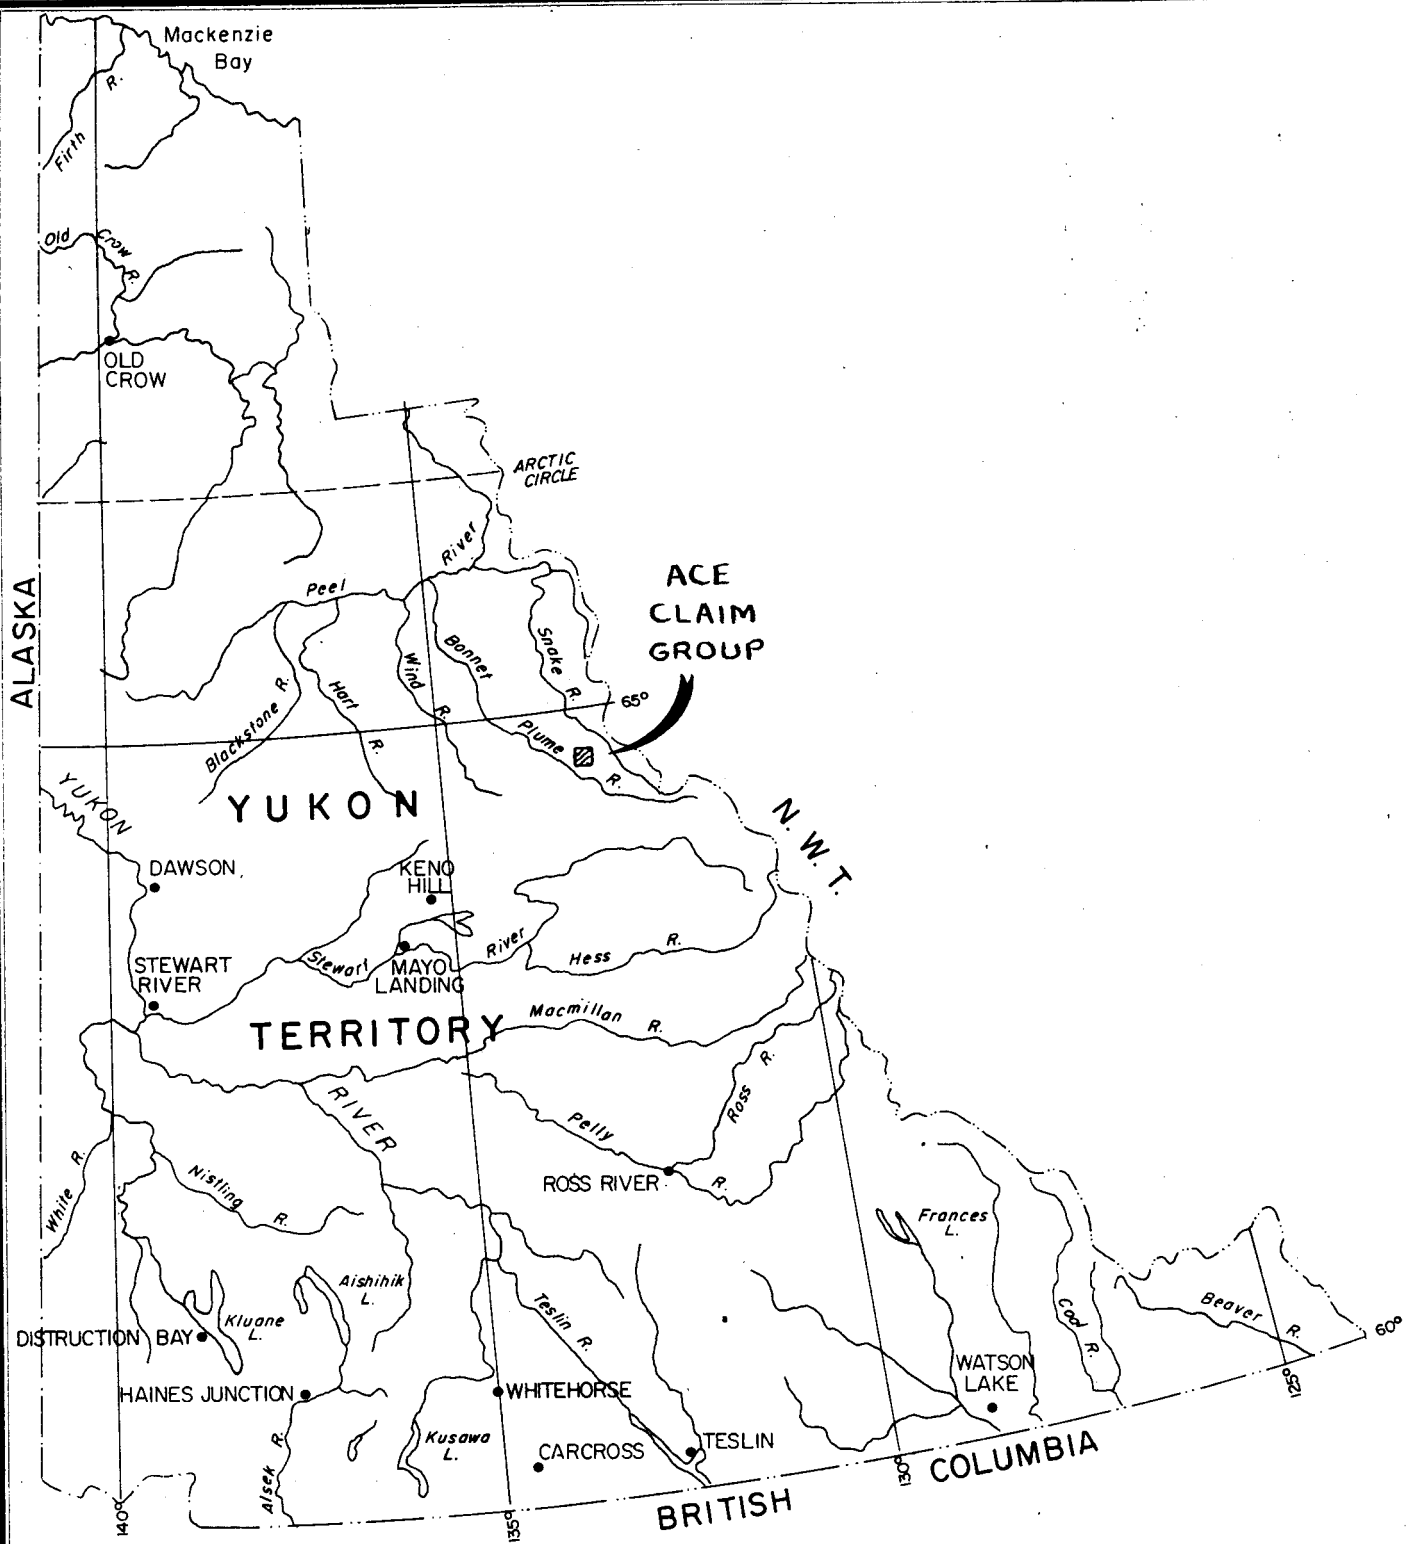 Mackenzie
Bay
Firth R.
Old Crow R.
OLD
CROW
ARCTIC
CIRCLE
Peel River
ACE
CLAIM
GROUP
ALASKA
Blackstone R.
Hart R.
Wind R.
Bonnet Plume R.
Snake R.
65°
YUKON
YUKON
N.W.T.
DAWSON
KENO
HILL
STEWART
RIVER
Stewart River
MAYO
LANDING
Hess R.
TERRITORY
Macmillan R.
RIVER
Ross R.
Pelly R.
ROSS RIVER
White R.
Nistling R.
Frances
L.
Aishihik
L.
Kluane
L.
DISTRUCTION BAY
Teslin R.
Coal R.
Beaver R.
60°
HAINES JUNCTION
WHITEHORSE
WATSON
LAKE
Alsek R.
Kusawa
L.
CARCROSS
TESLIN
140°
135°
130°
125°
BRITISH COLUMBIA